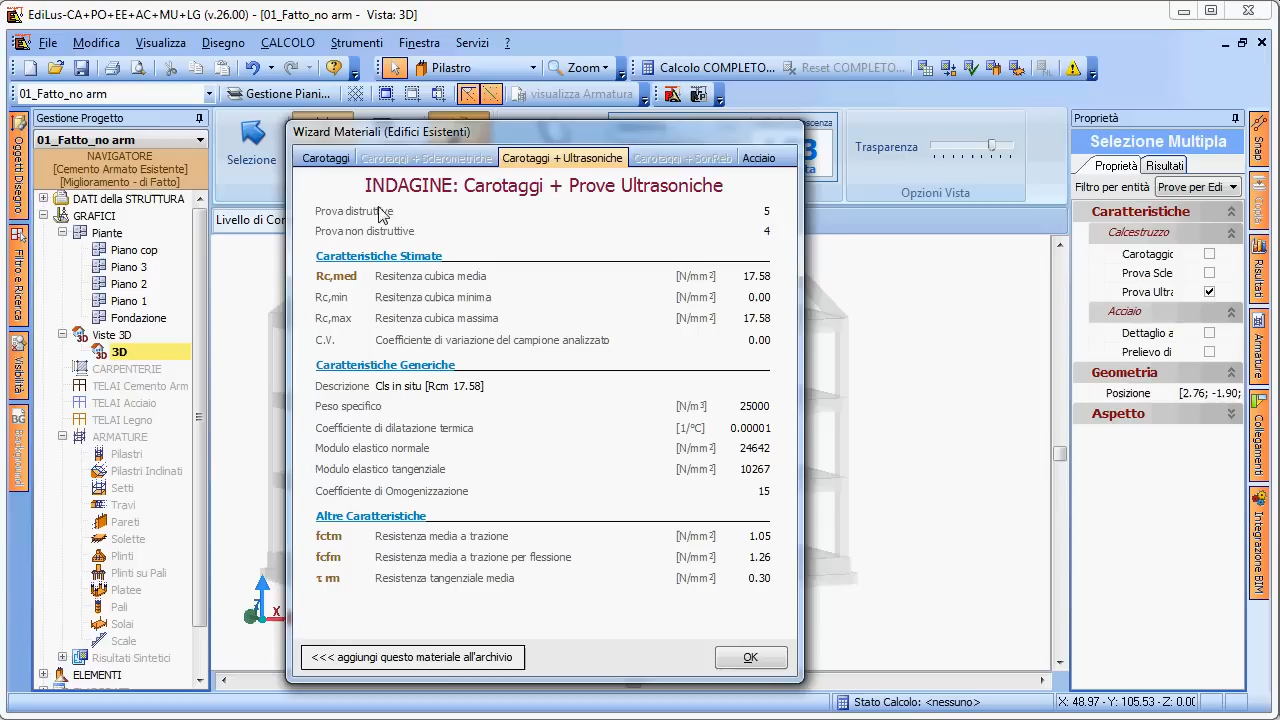 EdiLus-CA+PO+EE+AC+MU+LG (v.26.00) - [01_Fatto_no arm - Vista: 3D]
File Modifica Visualizza Disegno CALCOLO Strumenti Finestra Servizi ?
Pilastro Zoom Calcolo COMPLETO... Reset COMPLETO...
01_Fatto_no arm Gestione Piani... visualizza Armatura
Gestione Progetto
01_Fatto_no arm
NAVIGATORE
[Cemento Armato Esistente]
[Miglioramento - di Fatto]
DATI della STRUTTURA
GRAFICI
Piante
Piano cop
Piano 3
Piano 2
Piano 1
Fondazione
Viste 3D
3D
CARPENTERIE
TELAI Cemento Arm
TELAI Acciaio
TELAI Legno
ARMATURE
Pilastri
Pilastri Inclinati
Setti
Travi
Pareti
Solette
Plinti
Plinti su Pali
Platee
Pali
Solai
Scale
Risultati Sintetici
ELEMENTI
Oggetti Disegno
Filtro e Ricerca
Visibilità
Background
Selezione
Livello di Con
Wizard Materiali (Edifici Esistenti)
Carotaggi Carotaggi + Sclerometriche Carotaggi + Ultrasoniche Carotaggi + SonReb Acciaio
INDAGINE: Carotaggi + Prove Ultrasoniche
Prova distruttive 5
Prova non distruttive 4
Caratteristiche Stimate
Rc,med Resitenza cubica media [N/mm2] 17.58
Rc,min Resitenza cubica minima [N/mm2] 0.00
Rc,max Resitenza cubica massima [N/mm2] 17.58
C.V. Coefficiente di variazione del campione analizzato 0.00
Caratteristiche Generiche
Descrizione Cls in situ [Rcm 17.58]
Peso specifico [N/m3] 25000
Coefficiente di dilatazione termica [1/°C] 0.00001
Modulo elastico normale [N/mm2] 24642
Modulo elastico tangenziale [N/mm2] 10267
Coefficiente di Omogenizzazione 15
Altre Caratteristiche
fctm Resistenza media a trazione [N/mm2] 1.05
fcfm Resistenza media a trazione per flessione [N/mm2] 1.26
τ rm Resistenza tangenziale media [N/mm2] 0.30
<<< aggiungi questo materiale all'archivio OK
Trasparenza
Opzioni Vista
Z
X
Proprietà
Selezione Multipla
Proprietà Risultati
Filtro per entità Prove per Edi
Caratteristiche
Calcestruzzo
Carotaggic
Prova Scle
Prova Ultra
Acciaio
Dettaglio a
Prelievo di
Geometria
Posizione [2.76; -1.90;
Aspetto
Snap
Copia
Risultati
Armature
Collegamenti
Integrazione BIM
Stato Calcolo: <nessuno> X: 48.97 Y: 105.53 Z: 0.00